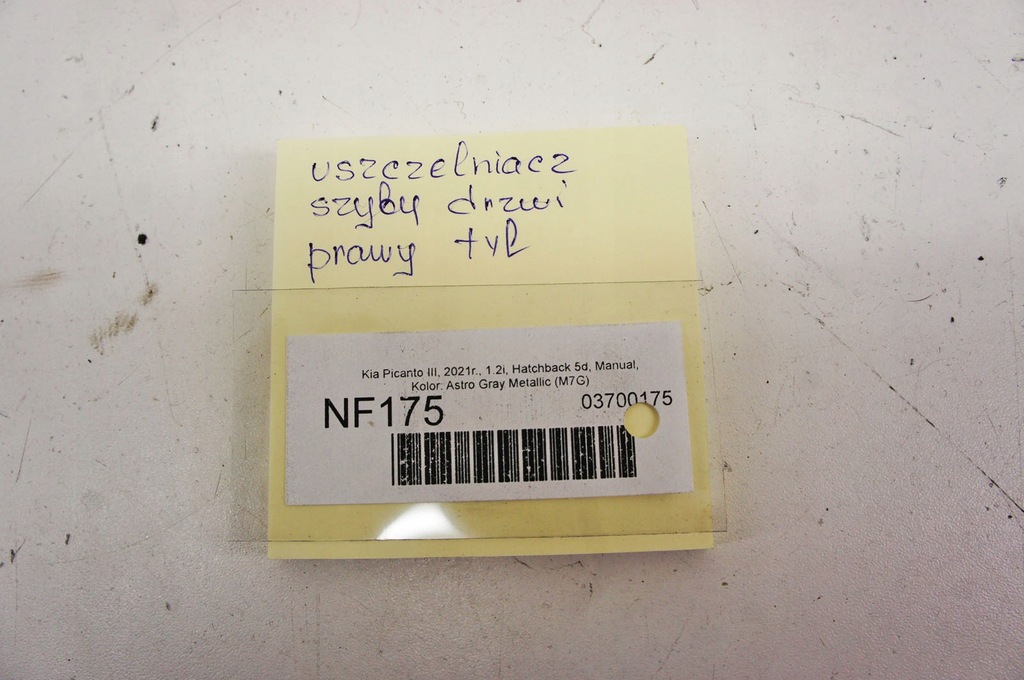 uszczelniacz
szyby drzwi
prawy tył
Kia Picanto III, 2021r., 1.2i, Hatchback 5d, Manual,
Kolor: Astro Gray Metallic (M7G)
NF175 03700175